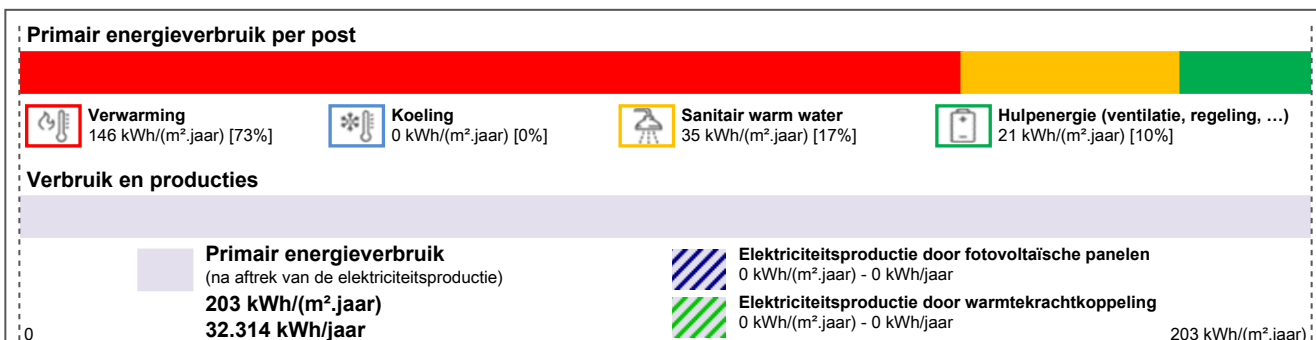 Primair energieverbruik per post
Verwarming
146 kWh/(m².jaar) [73%]
Koeling
0 kWh/(m².jaar) [0%]
Sanitair warm water
35 kWh/(m².jaar) [17%]
Hulpenergie (ventilatie, regeling, …)
21 kWh/(m².jaar) [10%]
Verbruik en producties
Primair energieverbruik
(na aftrek van de elektriciteitsproductie)
203 kWh/(m².jaar)
32.314 kWh/jaar
Elektriciteitsproductie door fotovoltaïsche panelen
0 kWh/(m².jaar) - 0 kWh/jaar
Elektriciteitsproductie door warmtekrachtkoppeling
0 kWh/(m².jaar) - 0 kWh/jaar
0
203 kWh/(m².jaar)